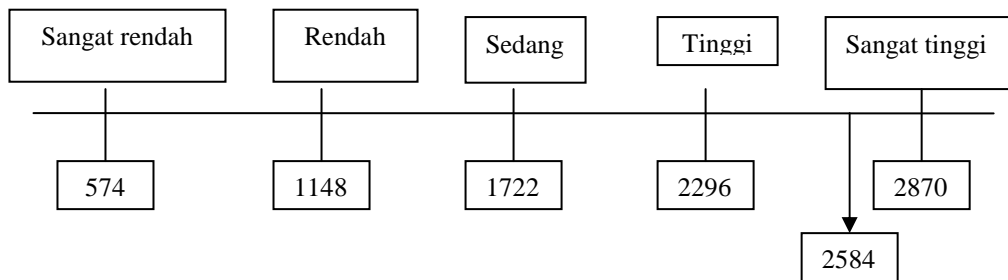 Sangat rendah
Rendah
Sedang
Tinggi
Sangat tinggi
574
1148
1722
2296
2870
2584